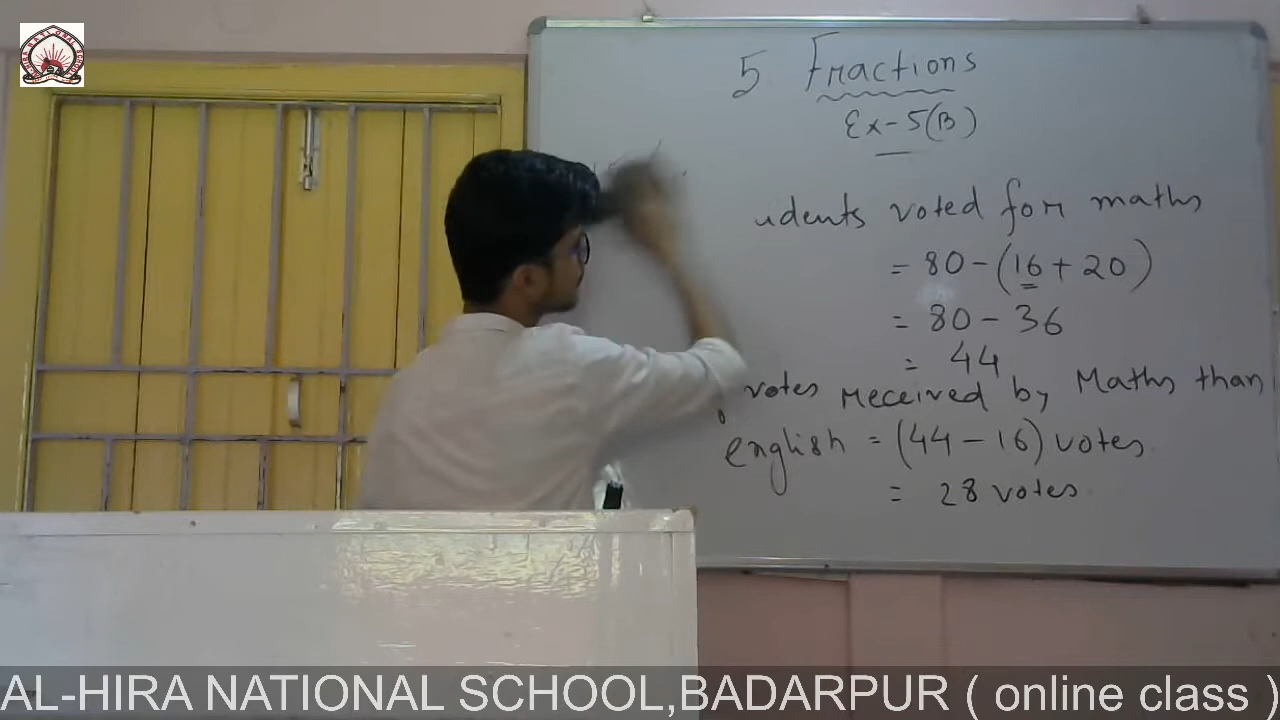 5 Fractions
Ex-5(B)
udents voted for maths
= 80 - (16 + 20)
= 80 - 36
= 44
votes received by Maths than
english = (44 - 16) votes
= 28 votes
AL-HIRA NATIONAL SCHOOL,BADARPUR ( online class )